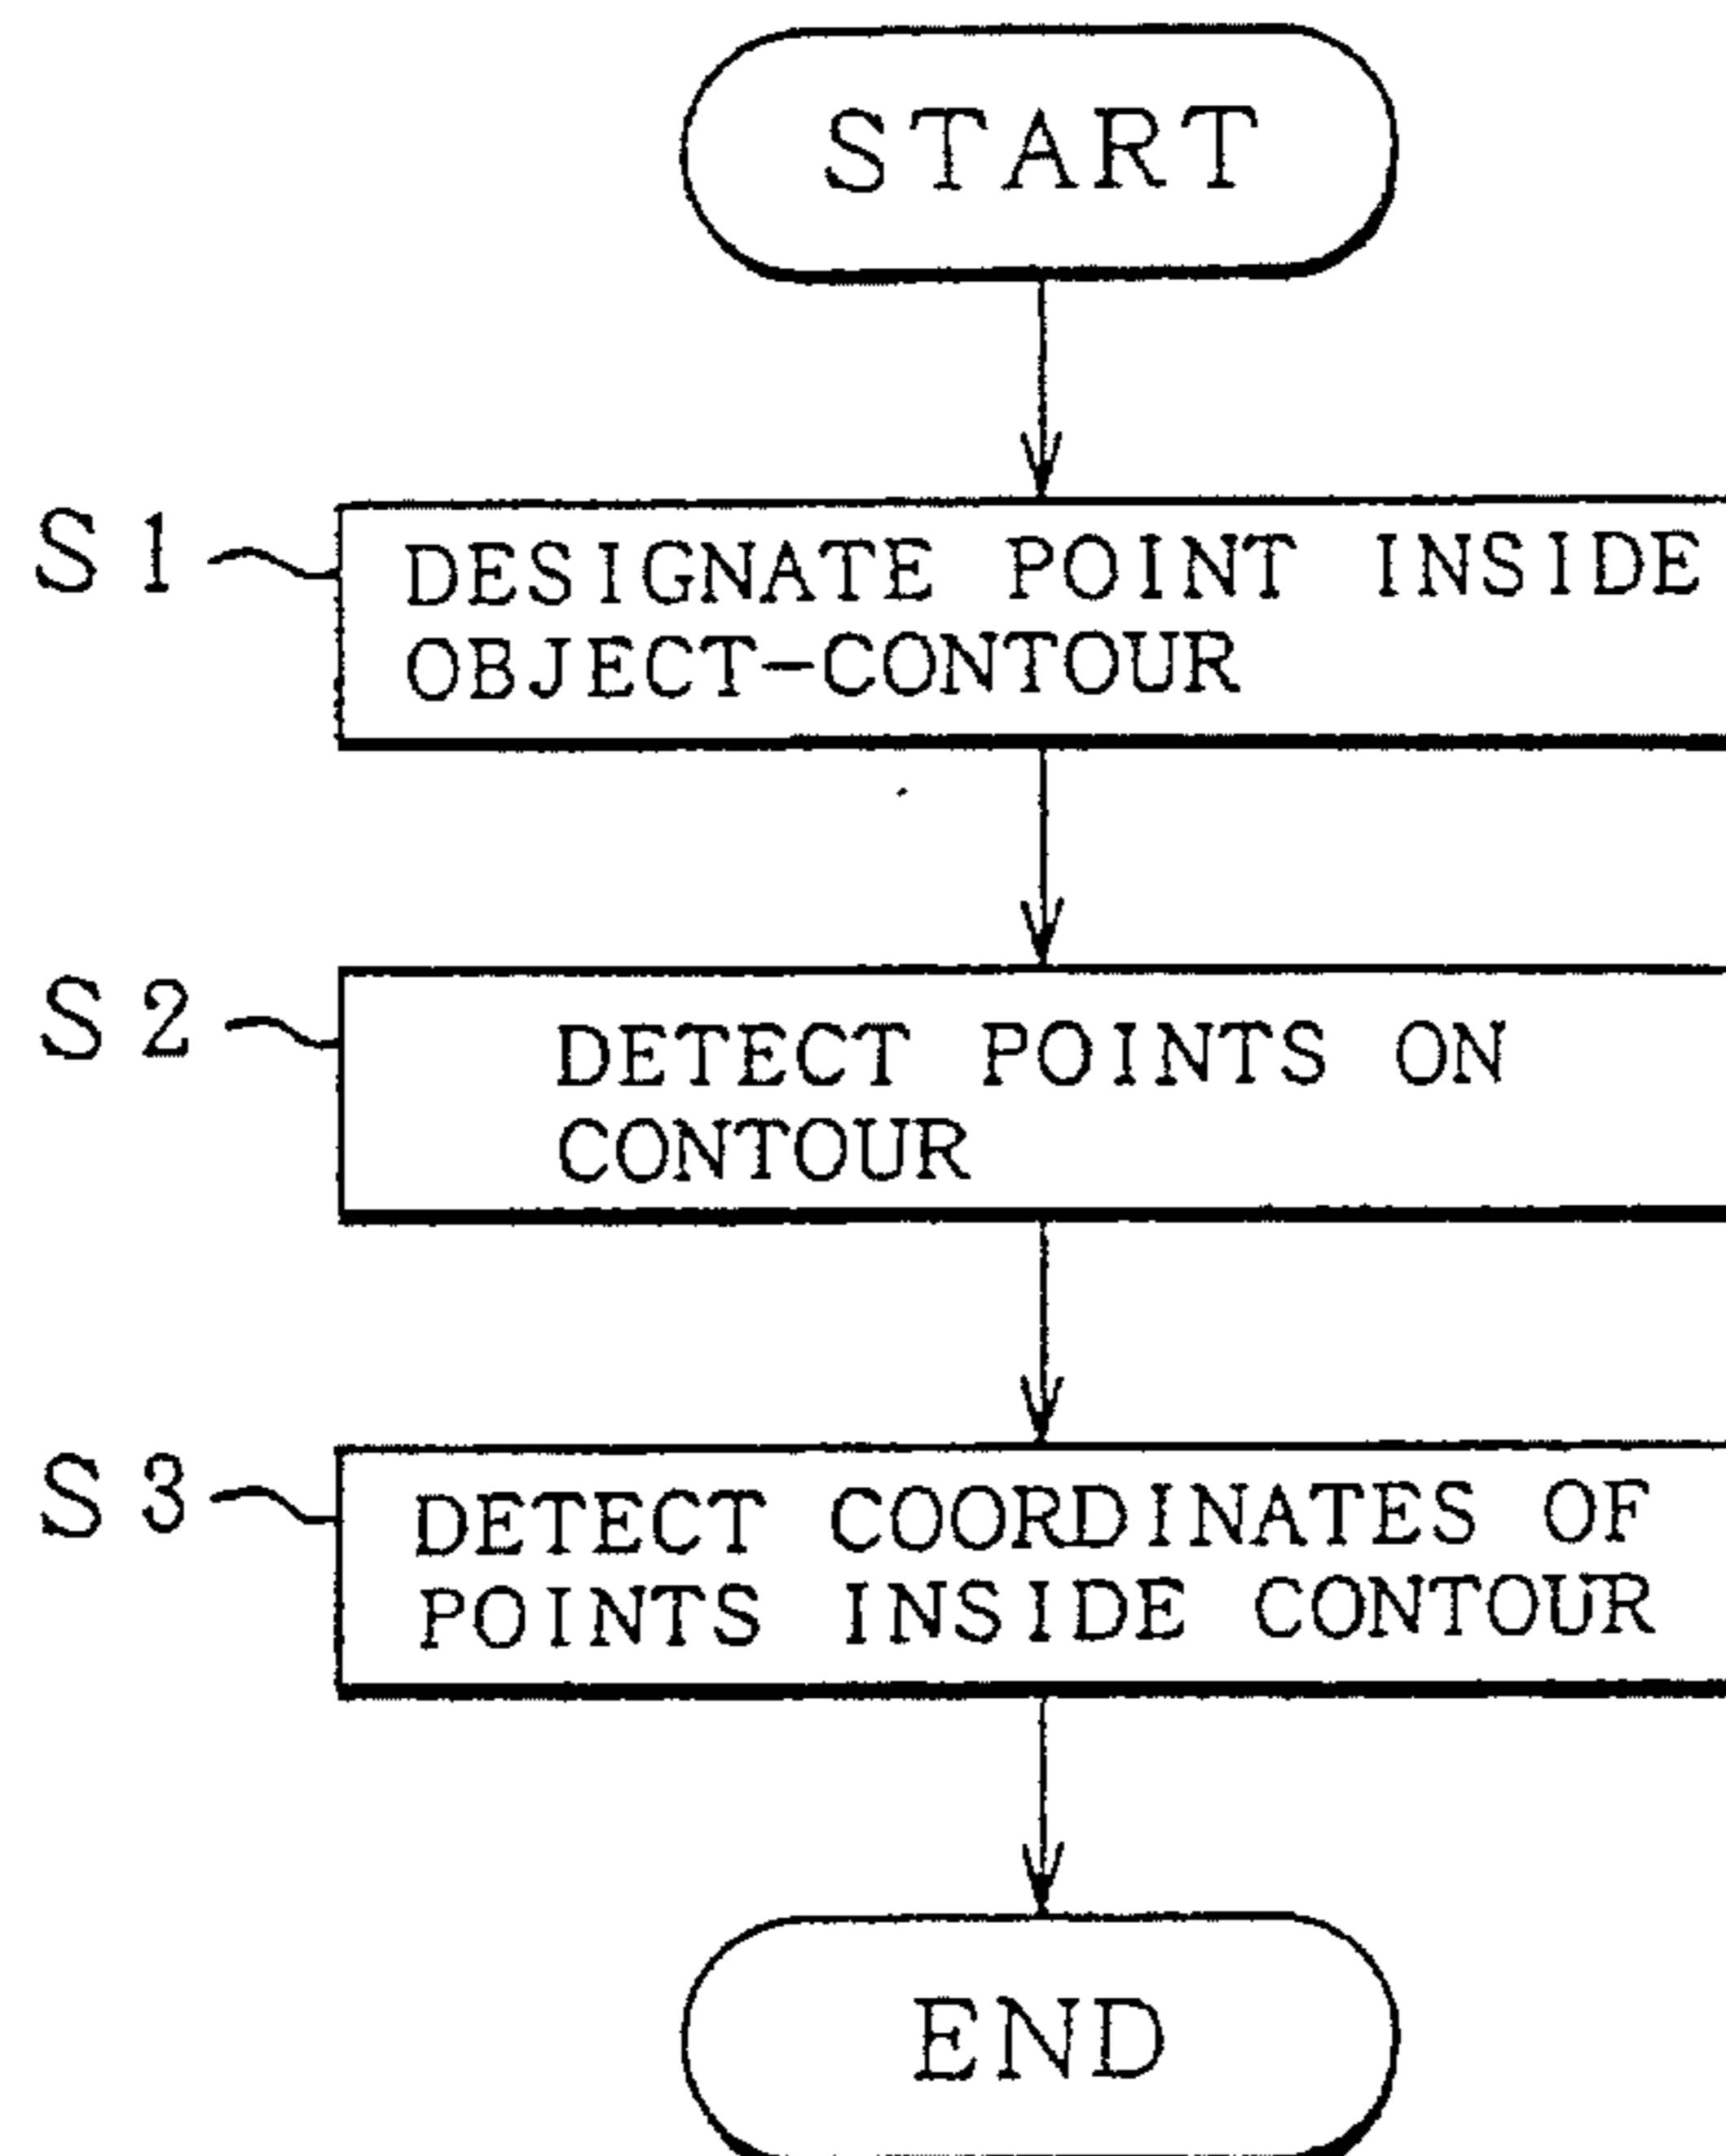 START
S1
DESIGNATE POINT INSIDE
OBJECT-CONTOUR
S2
DETECT POINTS ON
CONTOUR
S3
DETECT COORDINATES OF
POINTS INSIDE CONTOUR
END